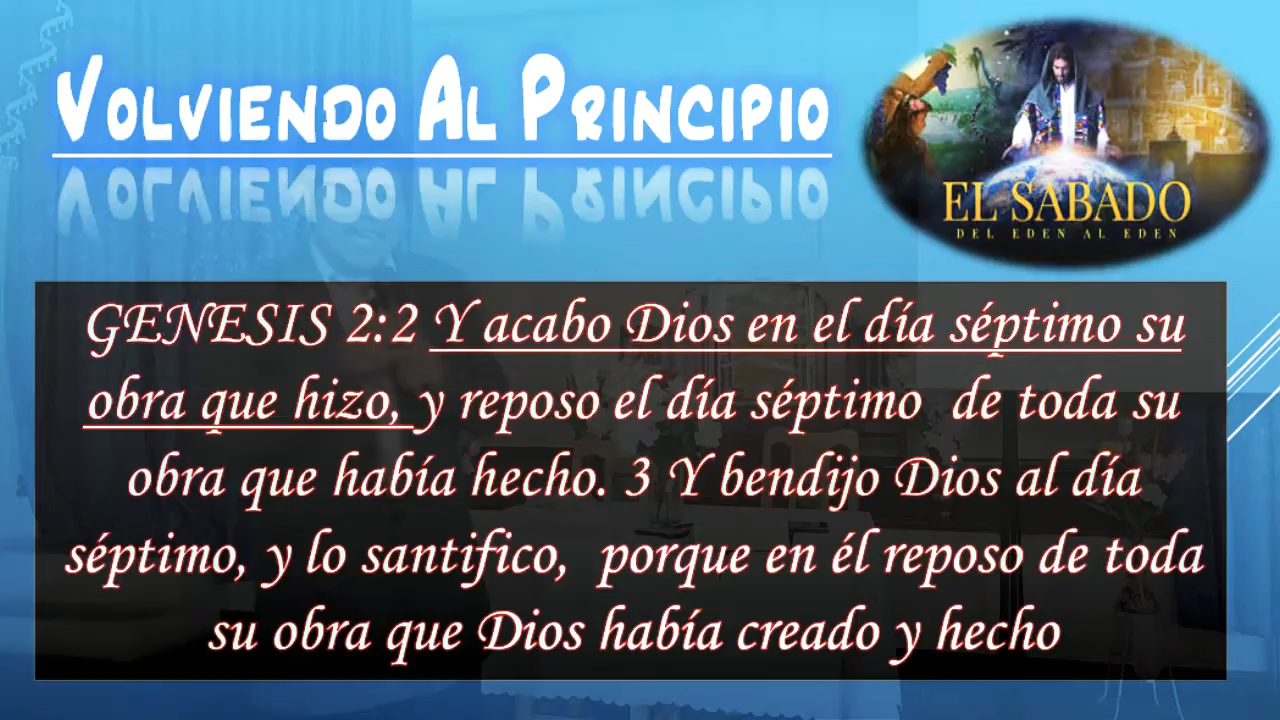 VOLVIENDO AL PRINCIPIO
EL SABADO
DEL EDEN AL EDEN
GENESIS 2:2 Y acabo Dios en el día séptimo su
obra que hizo, y reposo el día séptimo de toda su
obra que había hecho. 3 Y bendijo Dios al día
séptimo, y lo santifico, porque en él reposo de toda
su obra que Dios había creado y hecho